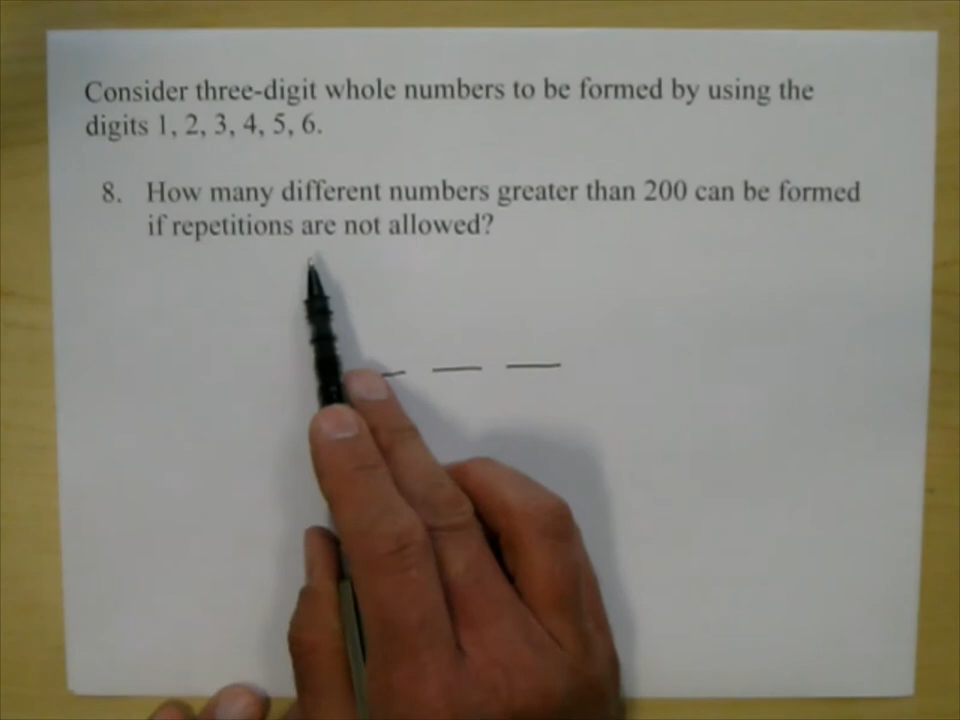 Consider three-digit whole numbers to be formed by using the
digits 1, 2, 3, 4, 5, 6.
8. How many different numbers greater than 200 can be formed
if repetitions are not allowed?